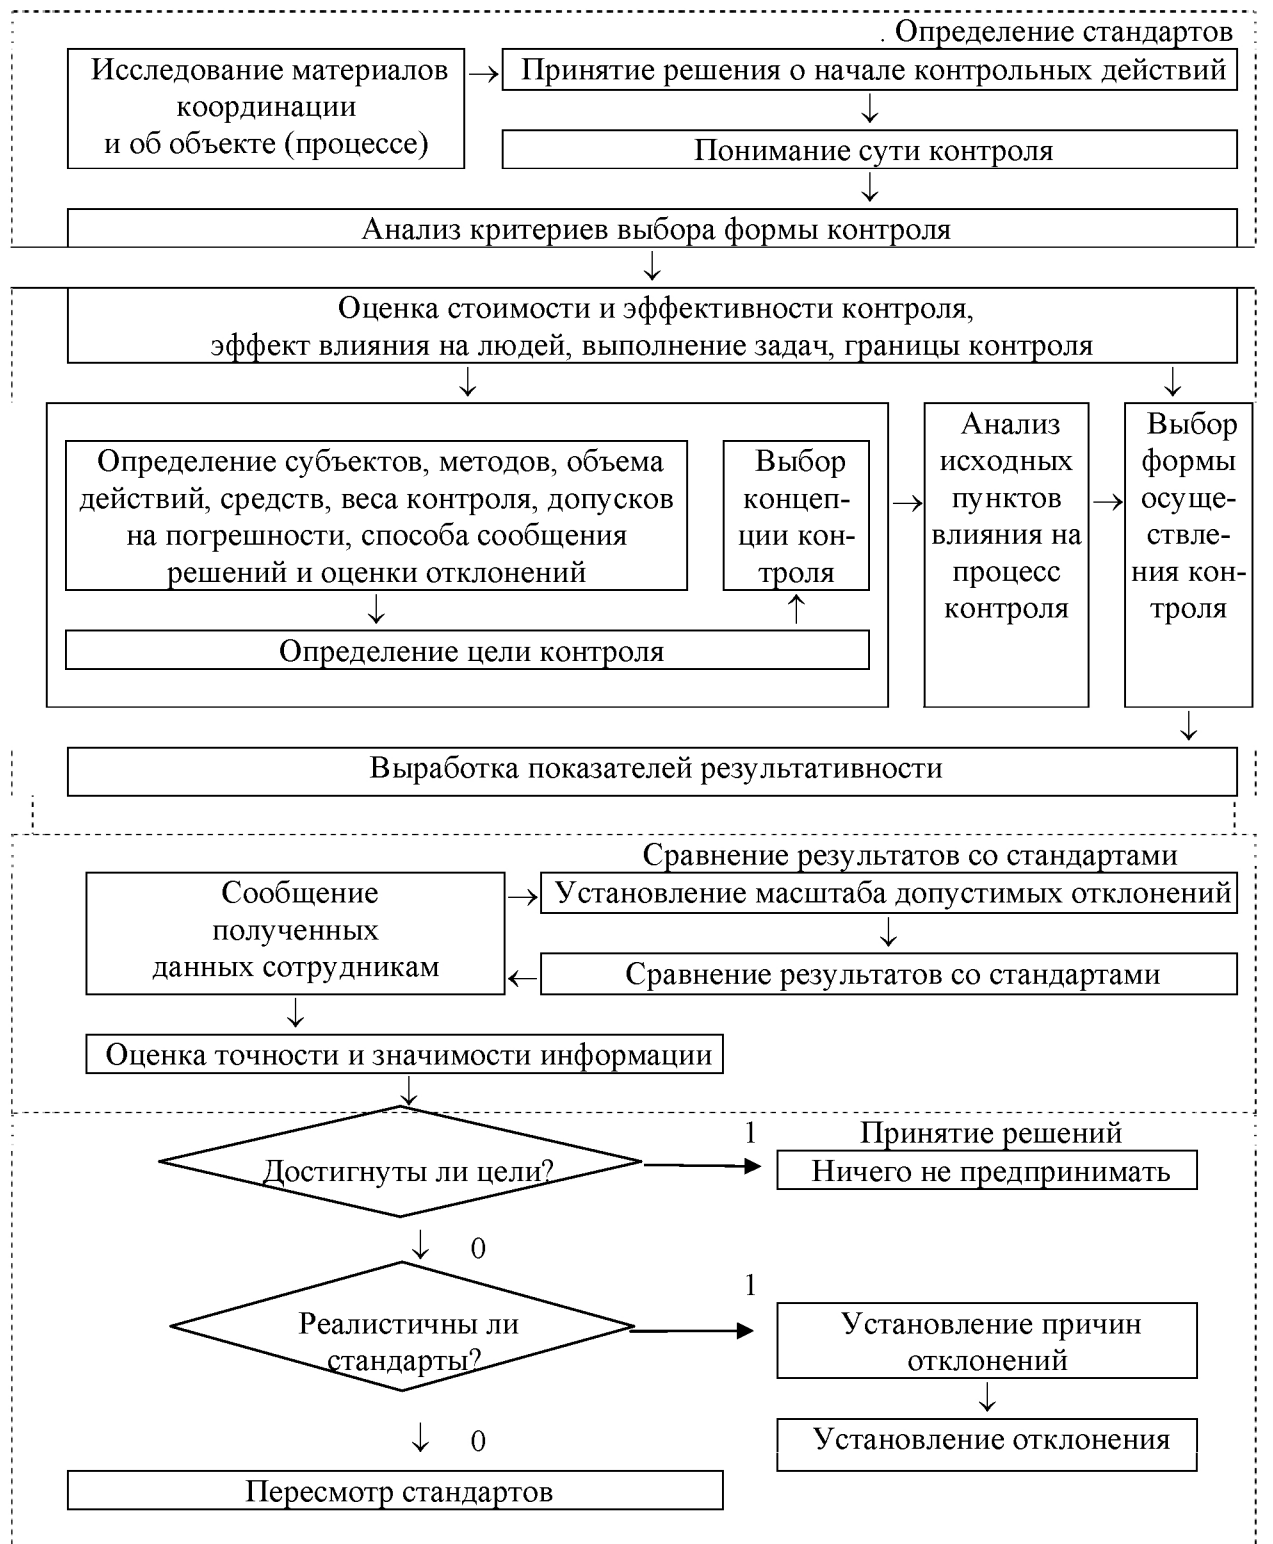 . Определение стандартов
Исследование материалов
координации
и об объекте (процессе)
Принятие решения о начале контрольных действий
Понимание сути контроля
Анализ критериев выбора формы контроля
Оценка стоимости и эффективности контроля,
эффект влияния на людей, выполнение задач, границы контроля
Определение субъектов, методов, объема
действий, средств, веса контроля, допусков
на погрешности, способа сообщения
решений и оценки отклонений
Выбор
концеп-
ции кон-
троля
Определение цели контроля
Анализ
исходных
пунктов
влияния на
процесс
контроля
Выбор
формы
осуще-
ствле-
ния кон-
троля
Выработка показателей результативности
Сравнение результатов со стандартами
Сообщение
полученных
данных сотрудникам
Установление масштаба допустимых отклонений
Сравнение результатов со стандартами
Оценка точности и значимости информации
Достигнуты ли цели?
1
Принятие решений
Ничего не предпринимать
0
Реалистичны ли
стандарты?
1
Установление причин
отклонений
Установление отклонения
0
Пересмотр стандартов